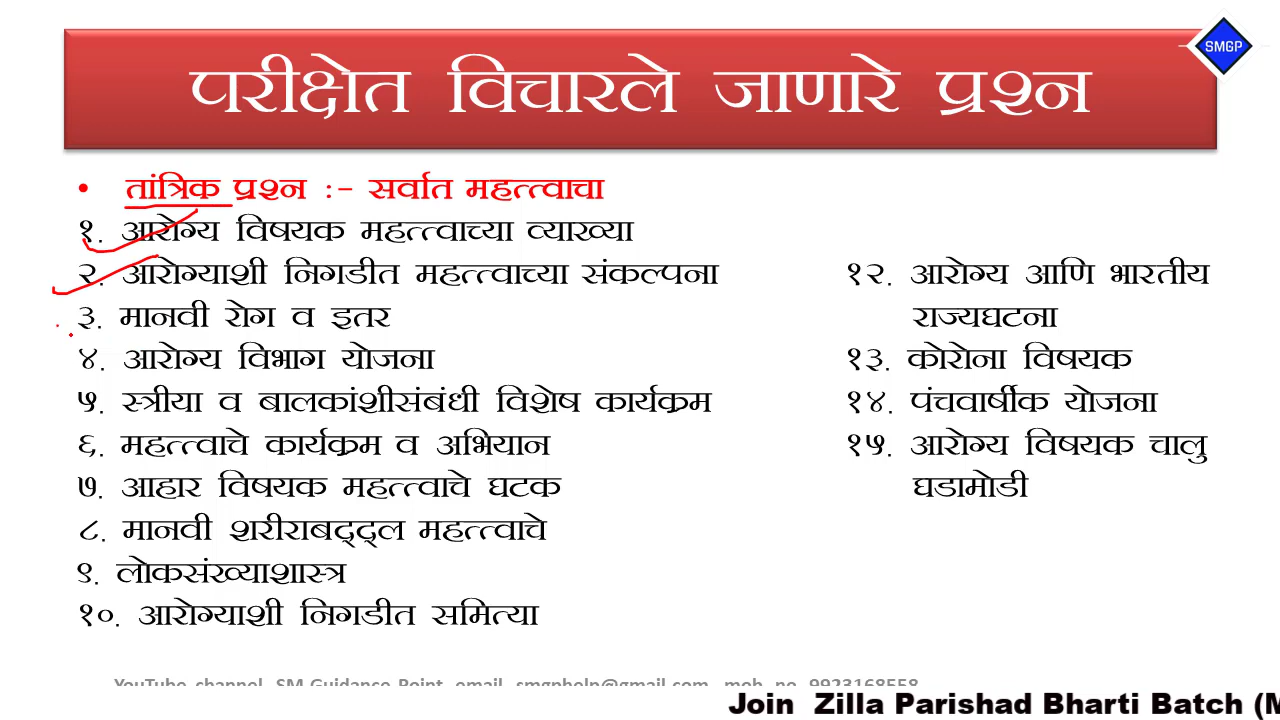 SMGP
परीक्षेत विचारले जाणारे प्रश्न
• तांत्रिक प्रश्न :- सर्वात महत्त्वाचा
१. आरोग्य विषयक महत्त्वाच्या व्याख्या
२. आरोग्याशी निगडीत महत्त्वाच्या संकल्पना
३. मानवी रोग व इतर
४. आरोग्य विभाग योजना
५. स्त्रीया व बालकांशीसंबंधी विशेष कार्यक्रम
६. महत्त्वाचे कार्यक्रम व अभियान
७. आहार विषयक महत्त्वाचे घटक
८. मानवी शरीराबद्द्ल महत्त्वाचे
९. लोकसंख्याशास्त्र
१०. आरोग्याशी निगडीत समित्या
१२. आरोग्य आणि भारतीय
राज्यघटना
१३. कोरोना विषयक
१४. पंचवार्षीक योजना
१५. आरोग्य विषयक चालु
घडामोडी
YouTube channel SM Guidance Point email smgphelp@gmail.com mob no 9923168558
Join Zilla Parishad Bharti Batch (M